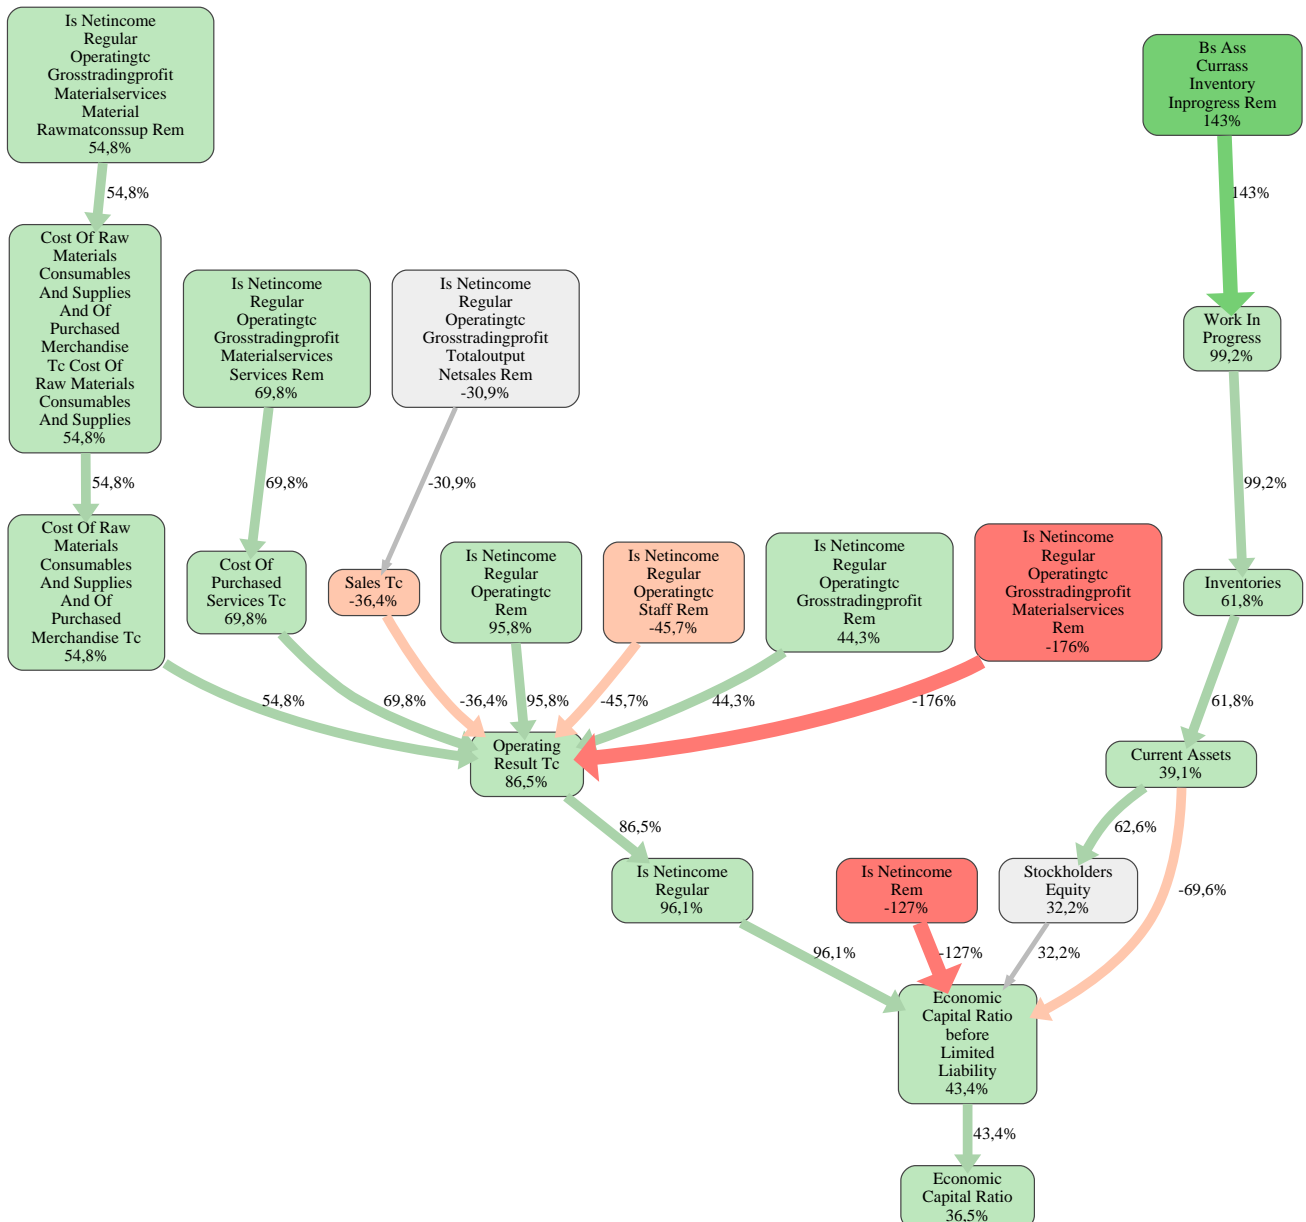 Is Netincome
Regular
Operatingtc
Grosstradingprofit
Materialservices
Material
Rawmatconssup Rem
54,8%
Bs Ass
Currass
Inventory
Inprogress Rem
143%
54,8%
143%
Cost Of Raw
Materials
Consumables
And Supplies
And Of
Purchased
Merchandise
Tc Cost Of
Raw Materials
Consumables
And Supplies
54,8%
Is Netincome
Regular
Operatingtc
Grosstradingprofit
Materialservices
Services Rem
69,8%
Is Netincome
Regular
Operatingtc
Grosstradingprofit
Totaloutput
Netsales Rem
-30,9%
Work In
Progress
99,2%
54,8%
69,8%
-30,9%
99,2%
Cost Of Raw
Materials
Consumables
And Supplies
And Of
Purchased
Merchandise Tc
54,8%
Cost Of
Purchased
Services Tc
69,8%
Sales Tc
-36,4%
Is Netincome
Regular
Operatingtc
Rem
95,8%
Is Netincome
Regular
Operatingtc
Staff Rem
-45,7%
Is Netincome
Regular
Operatingtc
Grosstradingprofit
Rem
44,3%
Is Netincome
Regular
Operatingtc
Grosstradingprofit
Materialservices
Rem
-176%
Inventories
61,8%
54,8%
69,8%
-36,4%
95,8%
-45,7%
44,3%
-176%
61,8%
Operating
Result Tc
86,5%
Current Assets
39,1%
86,5%
62,6%
-69,6%
Is Netincome
Regular
96,1%
Is Netincome
Rem
-127%
Stockholders
Equity
32,2%
96,1%
-127%
32,2%
Economic
Capital Ratio
before
Limited
Liability
43,4%
43,4%
Economic
Capital Ratio
36,5%